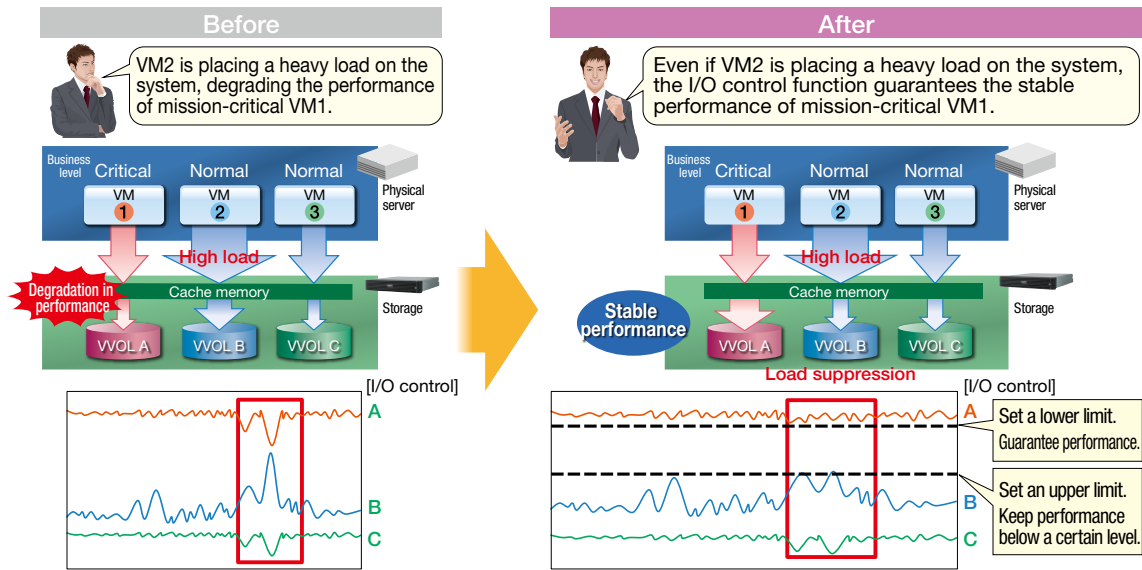 Before
VM2 is placing a heavy load on the
system, degrading the performance
of mission-critical VM1.
Business
level
Critical
Normal
Normal
VM
1
VM
2
VM
3
Physical
server
High load
Degradation in
performance
Cache memory
Storage
VVOL A
VVOL B
VVOL C
[I/O control]
A
B
C
After
Even if VM2 is placing a heavy load on the system,
the I/O control function guarantees the stable
performance of mission-critical VM1.
Business
level
Critical
Normal
Normal
VM
1
VM
2
VM
3
Physical
server
High load
Cache memory
Storage
Stable
performance
VVOL A
VVOL B
VVOL C
Load suppression
[I/O control]
A
Set a lower limit.
Guarantee performance.
B
Set an upper limit.
Keep performance
below a certain level.
C